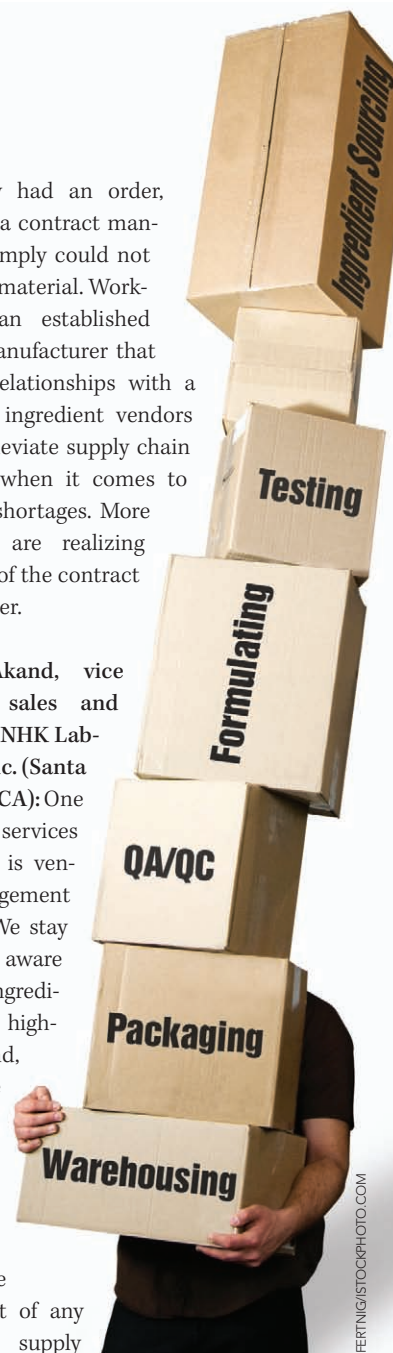 had an order,
a contract man-
mply could not
material. Work-
an established
anufacturer that
elationships with a
ingredient vendors
eviate supply chain
when it comes to
shortages. More
are realizing
of the contract
er.
Akand, vice
sales and
NHK Lab-
c. (Santa
CA): One
services
is ven-
gement
We stay
aware
ngredi-
high-
d,
e
t of any
supply
Ingredient Sourcing
Testing
Formulating
QA/QC
Packaging
Warehousing
FERTNIG/ISTOCKPHOTO.COM